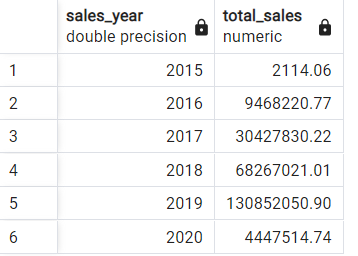 sales_year total_sales
double precision numeric
1 2015 2114.06
2 2016 9468220.77
3 2017 30427830.22
4 2018 68267021.01
5 2019 130852050.90
6 2020 4447514.74